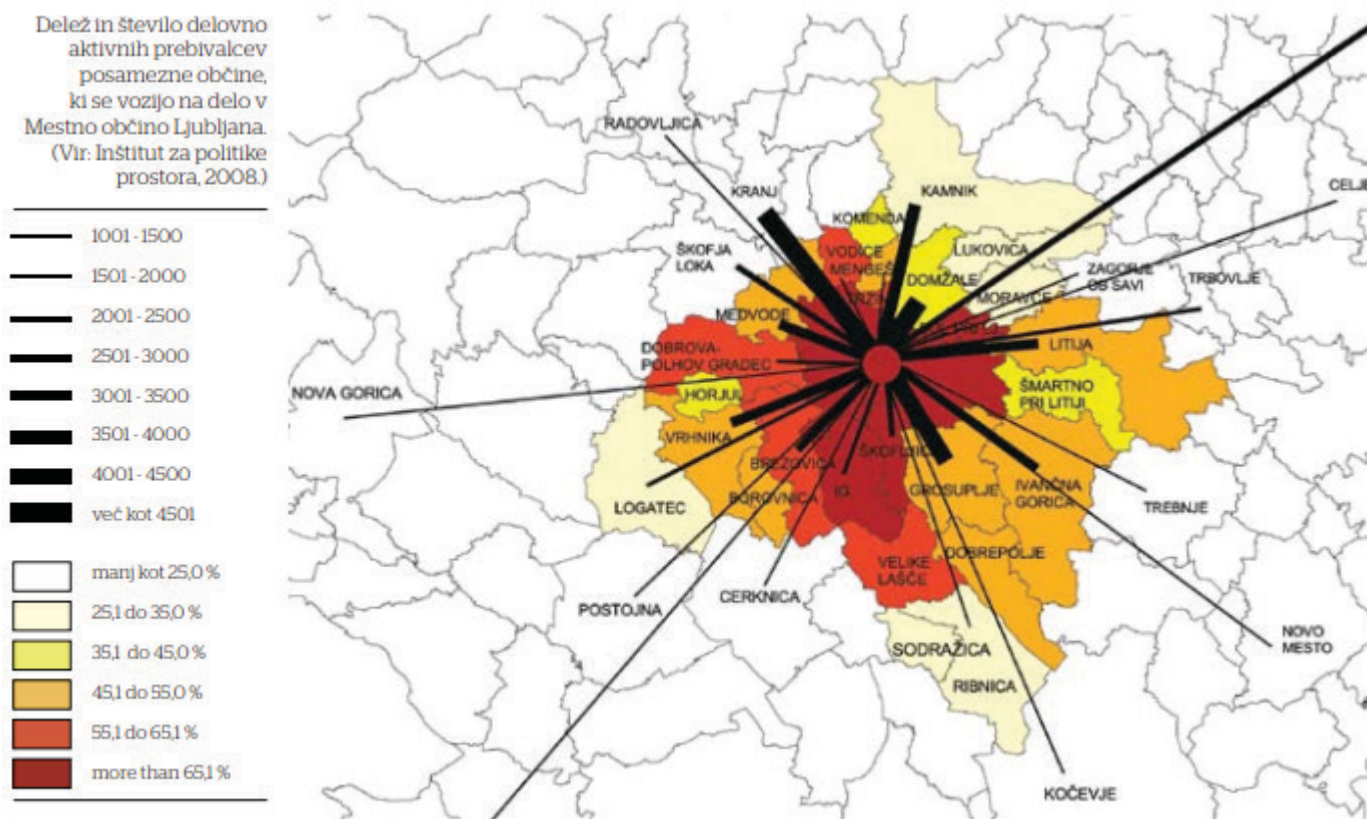 Delež in število delovno
aktivnih prebivalcev
posamezne občine,
ki se vozijo na delo v
Mestno občino Ljubljana.
(Vir: Inštitut za politike
prostora, 2008.)
1001 - 1500
1501 - 2000
2001 - 2500
2501 - 3000
3001 - 3500
3501 - 4000
4001 - 4500
več kot 4501
manj kot 25,0 %
25,1 do 35,0 %
35,1 do 45,0 %
45,1 do 55,0 %
55,1 do 65,1 %
more than 65,1 %
RADOVLJICA
KRANJ
KAMNIK
CELJE
KOMENDA
ŠKOFJA
LOKA
VODICE
LUKOVICA
MENGEŠ
DOMŽALE
ZAGORJE
OB SAVI
TRBOVLJE
MORAVČE
MEDVODE
LITIJA
DOBROVA-
POLHOV GRADEC
NOVA GORICA
HORJUL
ŠMARTNO
PRI LITIJI
VRHNIKA
BREZOVICA
ŠKOFLJICA
LOGATEC
BOROVNICA
IG
GROSUPLJE
IVANČNA
GORICA
TREBNJE
DOBREPOLJE
VELIKE
LAŠČE
POSTOJNA
CERKNICA
NOVO
MESTO
SODRAŽICA
RIBNICA
KOČEVJE